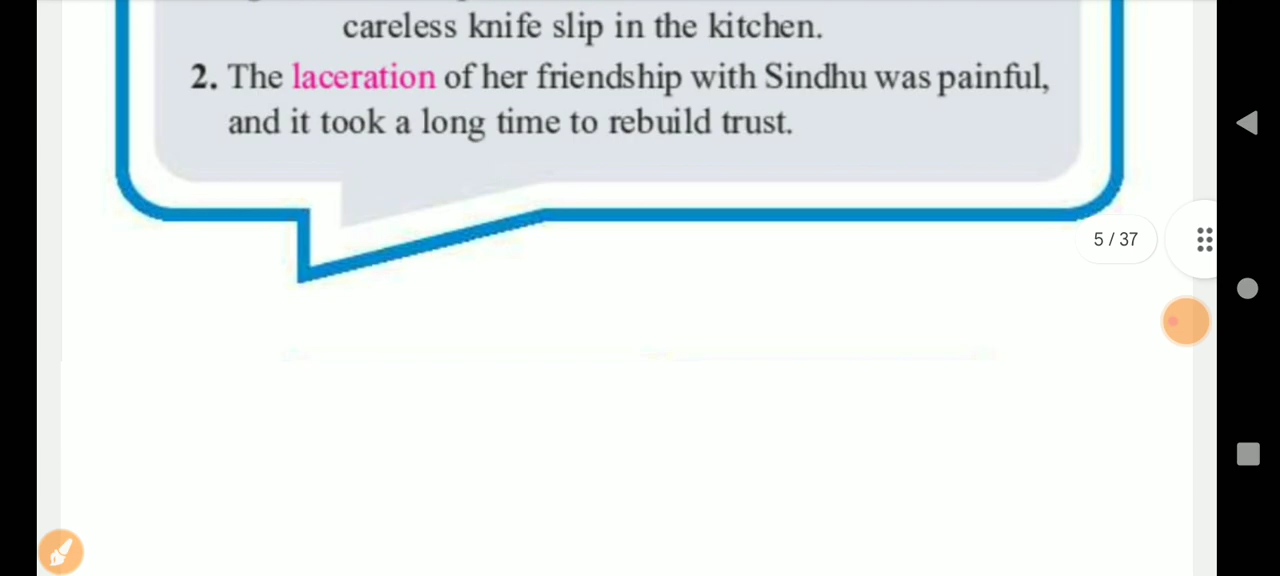 careless knife slip in the kitchen.
2. The laceration of her friendship with Sindhu was painful,
and it took a long time to rebuild trust.
5 / 37